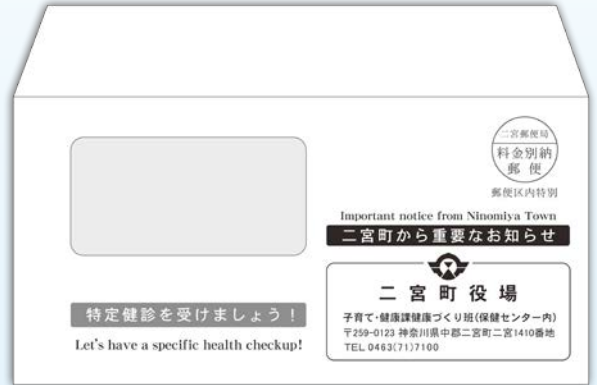 二宮郵便局
料金別納
郵便
郵便区内特別
Important notice from Ninomiya Town
二宮町から重要なお知らせ
二宮町役場
子育て・健康課健康づくり班(保健センター内)
〒259-0123 神奈川県中郡二宮町二宮1410番地
TEL 0463(71)7100
特定健診を受けましょう！
Let's have a specific health checkup!